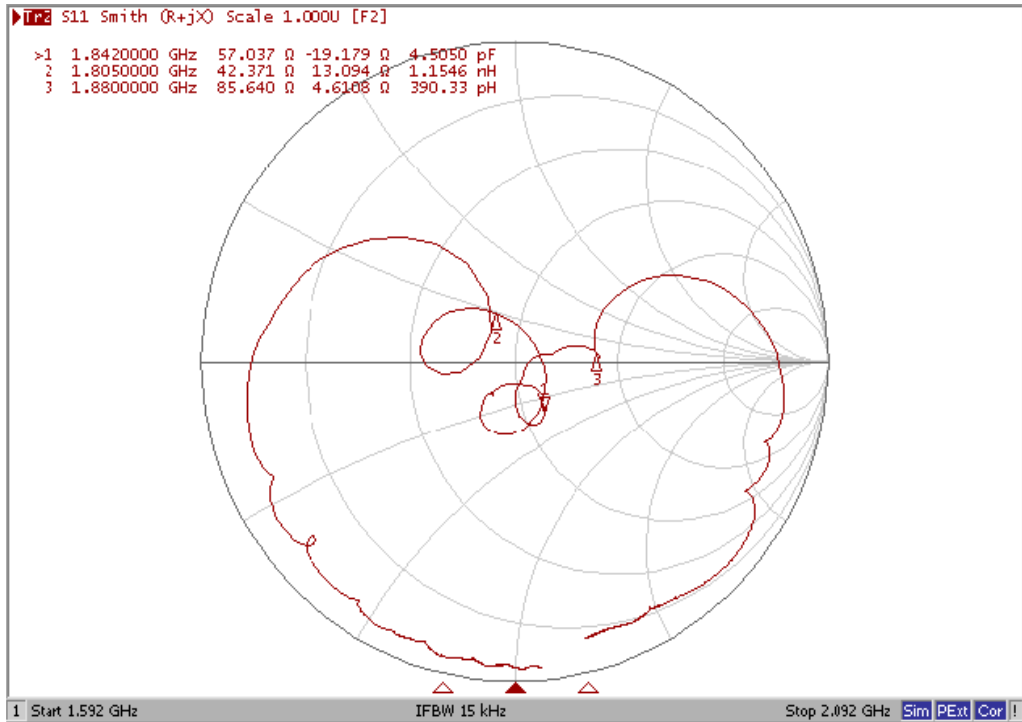 Tr2 S11 Smith (R+jX) Scale 1.000U [F2]
>1 1.8420000 GHz 57.037 Ω -19.179 Ω 4.5050 pF
2 1.8050000 GHz 42.371 Ω 13.094 Ω 1.1546 nH
3 1.8800000 GHz 85.640 Ω 4.6108 Ω 390.33 pH
2
3
1 Start 1.592 GHz IFBW 15 kHz Stop 2.092 GHz Sim PExt Cor !